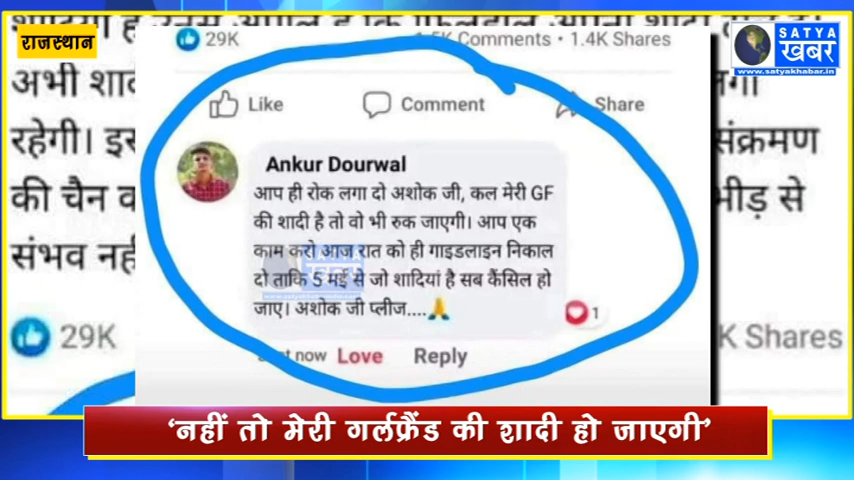 राजस्थान
SATYA
खबर
www.satyakhabar.in
29K
Comments • 1.4K Shares
अभी शाद
रहेगी। इस
संक्रमण
की चैन व
भीड़ से
संभव नह
29K
K Shares
Like
Comment
Share
Ankur Dourwal
आप ही रोक लगा दो अशोक जी, कल मेरी GF
की शादी है तो वो भी रुक जाएगी। आप एक
काम करो आज रात को ही गाइडलाइन निकाल
दो ताकि 5 मई से जो शादियां है सब कैंसिल हो
जाए। अशोक जी प्लीज....🙏
1
now Love Reply
‘नहीं तो मेरी गर्लफ्रैंड की शादी हो जाएगी’